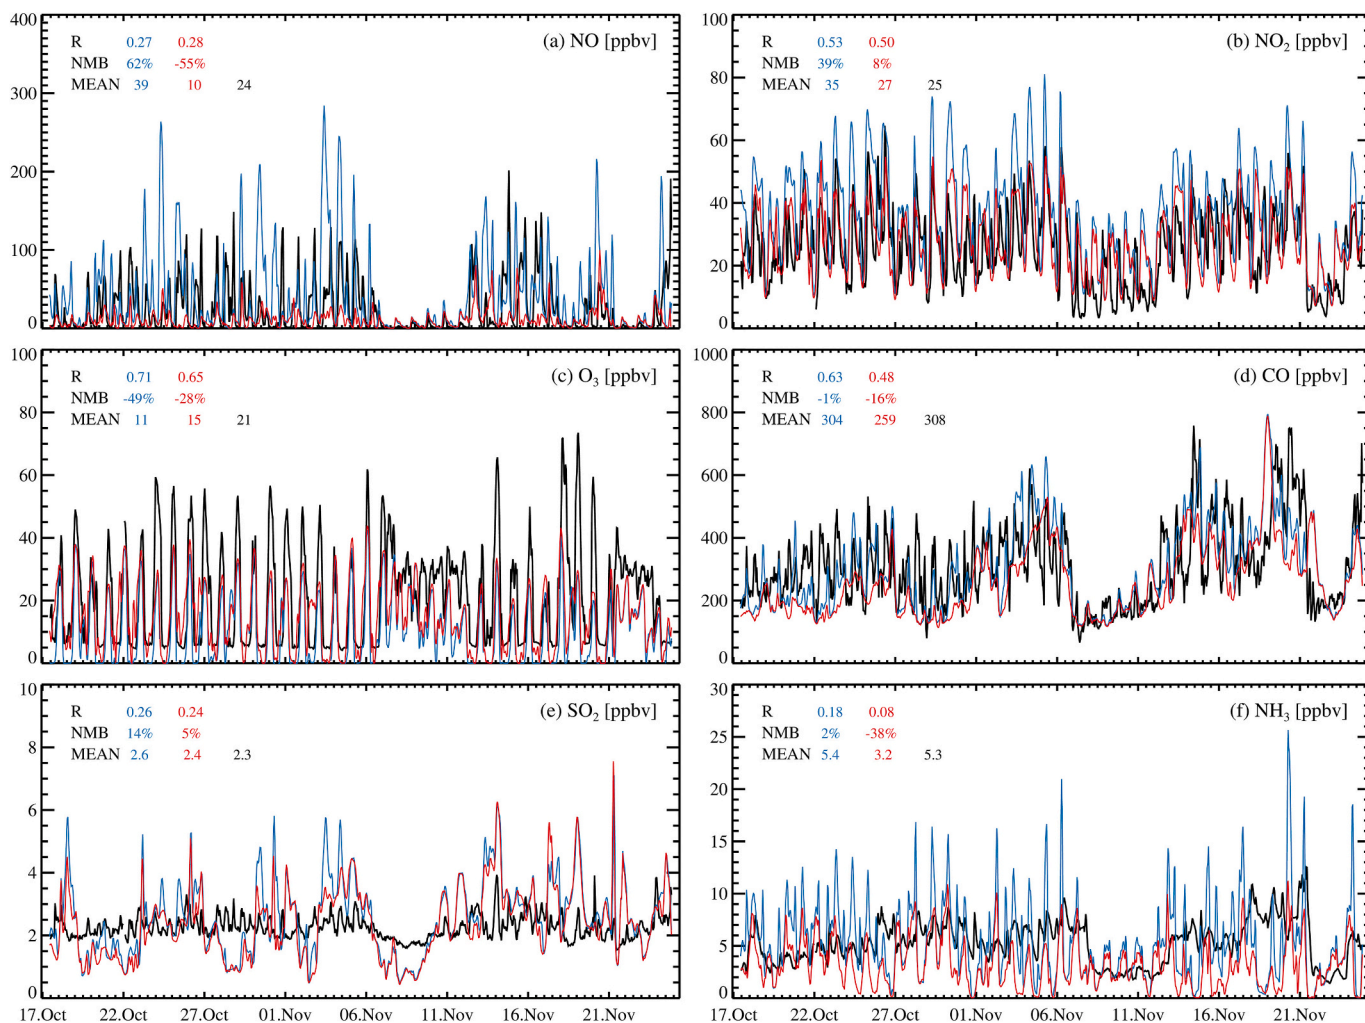 400
300
200
100
0
R 0.27 0.28
NMB 62% -55%
MEAN 39 10 24
(a) NO [ppbv]
100
80
60
40
20
0
R 0.53 0.50
NMB 39% 8%
MEAN 35 27 25
(b) NO₂ [ppbv]
100
80
60
40
20
0
R 0.71 0.65
NMB -49% -28%
MEAN 11 15 21
(c) O₃ [ppbv]
1000
800
600
400
200
0
R 0.63 0.48
NMB -1% -16%
MEAN 304 259 308
(d) CO [ppbv]
10
8
6
4
2
0
R 0.26 0.24
NMB 14% 5%
MEAN 2.6 2.4 2.3
(e) SO₂ [ppbv]
17.Oct 22.Oct 27.Oct 01.Nov 06.Nov 11.Nov 16.Nov 21.Nov
30
25
20
15
10
5
0
R 0.18 0.08
NMB 2% -38%
MEAN 5.4 3.2 5.3
(f) NH₃ [ppbv]
17.Oct 22.Oct 27.Oct 01.Nov 06.Nov 11.Nov 16.Nov 21.Nov